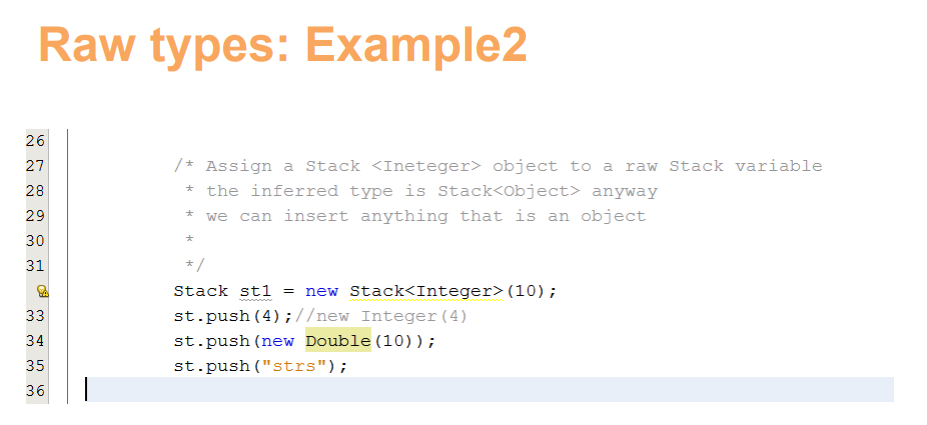 Raw types: Example2
26
27 /* Assign a Stack <Ineteger> object to a raw Stack variable
28 * the inferred type is Stack<Object> anyway
29 * we can insert anything that is an object
30 *
31 */
Stack st1 = new Stack<Integer>(10);
33 st.push(4);//new Integer(4)
34 st.push(new Double(10));
35 st.push("strs");
36